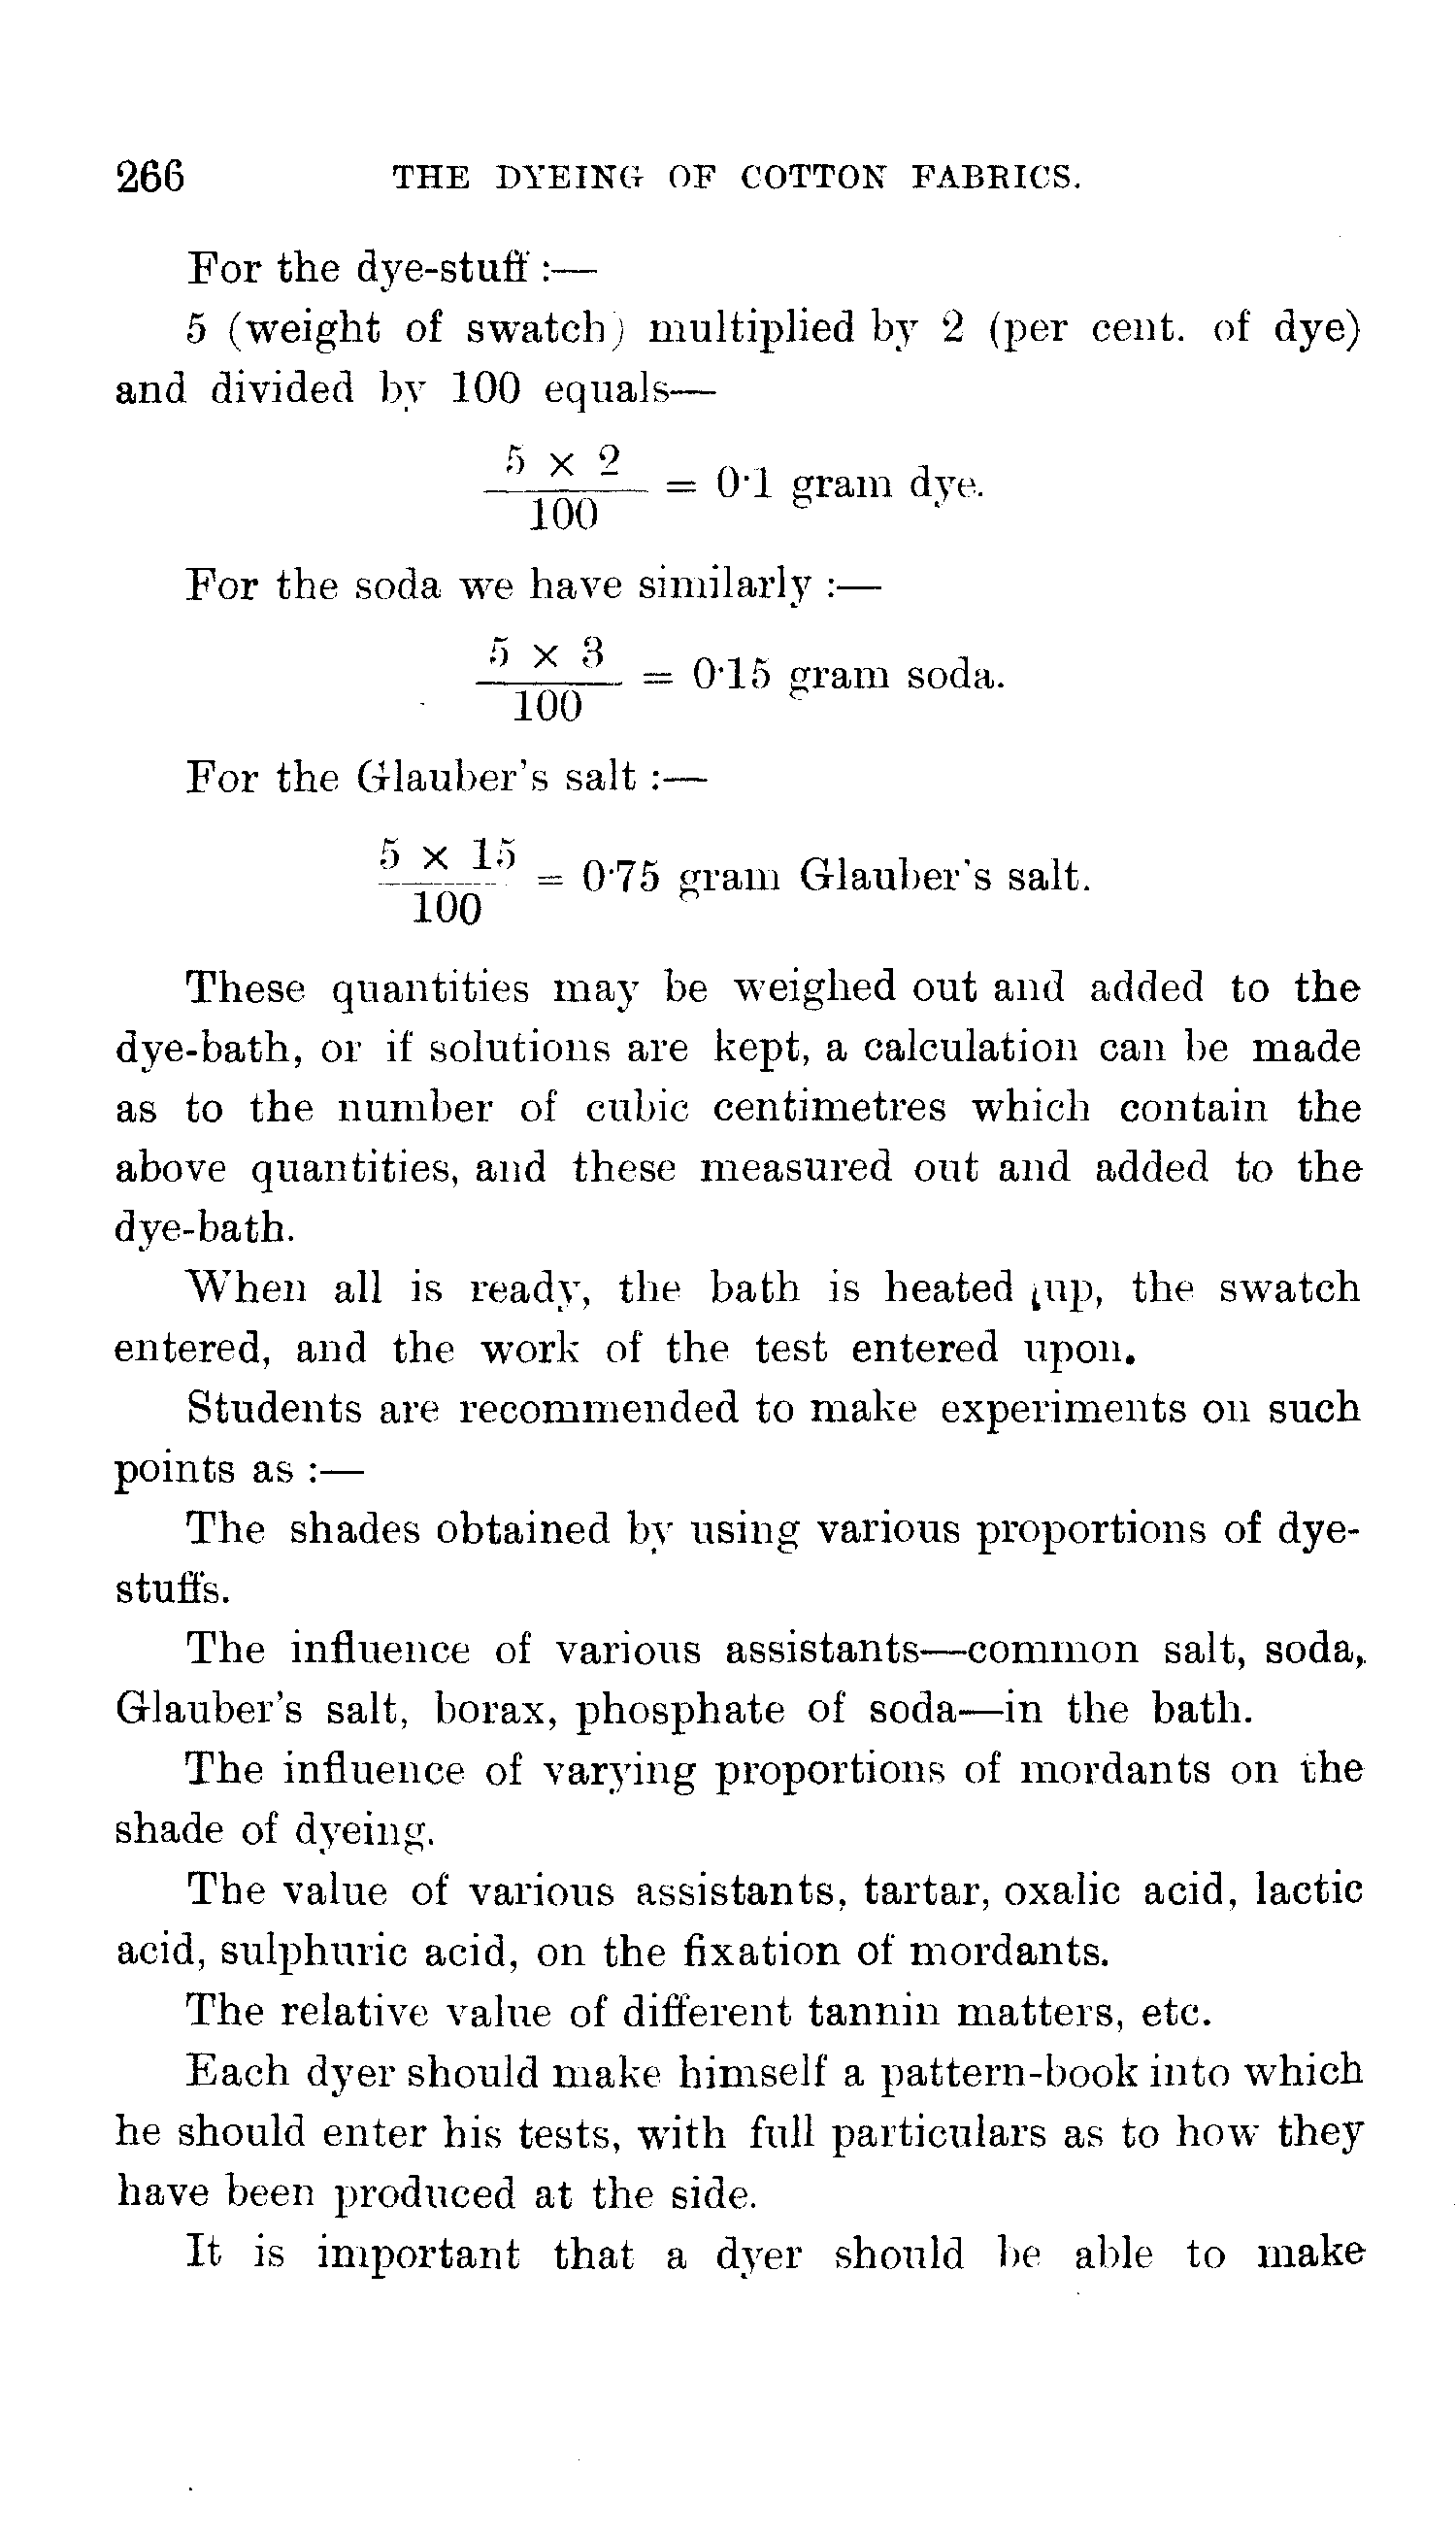 266 THE DYEING OF COTTON FABRICS.
For the dye-stuff :—
5 (weight of swatch) multiplied by 2 (per cent. of dye)
and divided by 100 equals—
5 × 2
= 0·1 gram dye.
100
For the soda we have similarly :—
5 × 3
= 0·15 gram soda.
100
For the Glauber's salt :—
5 × 15
= 0·75 gram Glauber's salt.
100
These quantities may be weighed out and added to the
dye-bath, or if solutions are kept, a calculation can be made
as to the number of cubic centimetres which contain the
above quantities, and these measured out and added to the
dye-bath.
When all is ready, the bath is heated up, the swatch
entered, and the work of the test entered upon.
Students are recommended to make experiments on such
points as :—
The shades obtained by using various proportions of dye-
stuffs.
The influence of various assistants—common salt, soda,
Glauber's salt, borax, phosphate of soda—in the bath.
The influence of varying proportions of mordants on the
shade of dyeing.
The value of various assistants, tartar, oxalic acid, lactic
acid, sulphuric acid, on the fixation of mordants.
The relative value of different tannin matters, etc.
Each dyer should make himself a pattern-book into which
he should enter his tests, with full particulars as to how they
have been produced at the side.
It is important that a dyer should be able to make